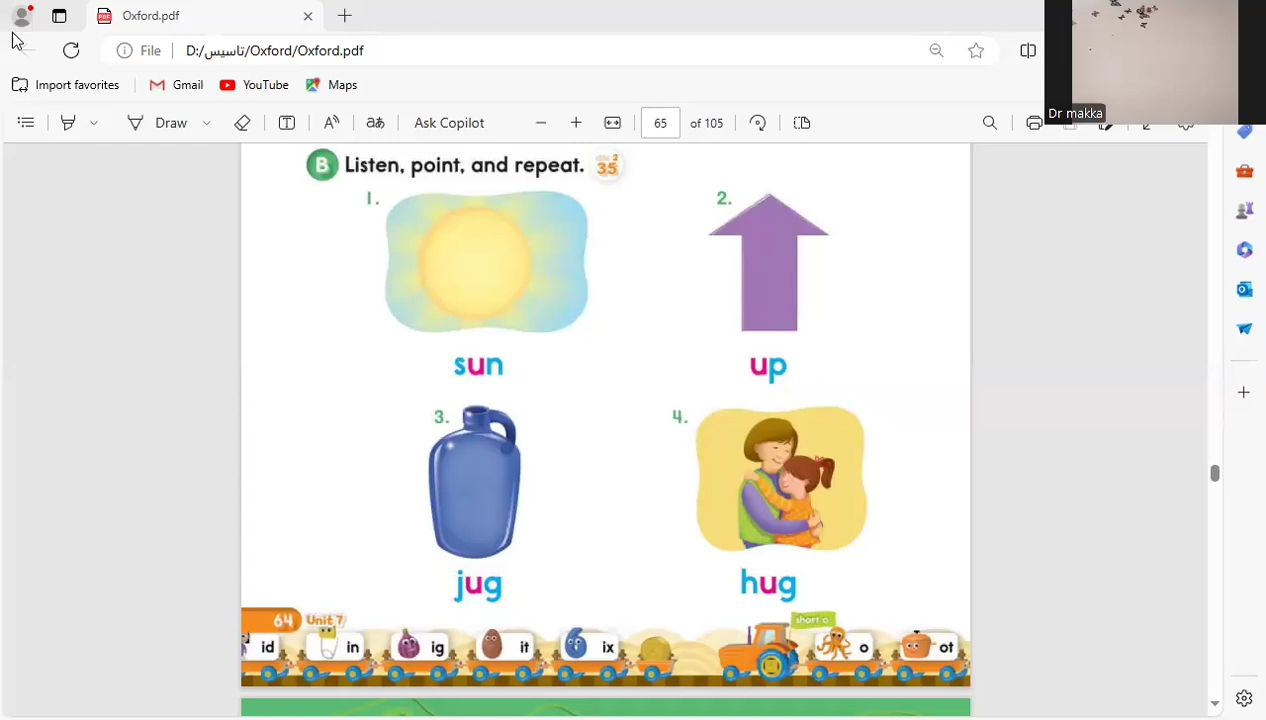 Oxford.pdf
File
D:/تاسیس/Oxford/Oxford.pdf
Import favorites
Gmail
YouTube
Maps
Dr makka
Draw
Ask Copilot
65
of 105
B Listen, point, and repeat. 2 35
1.
2.
sun
up
3.
4.
jug
hug
64 Unit 7
short o
id
in
ig
it
ix
o
ot